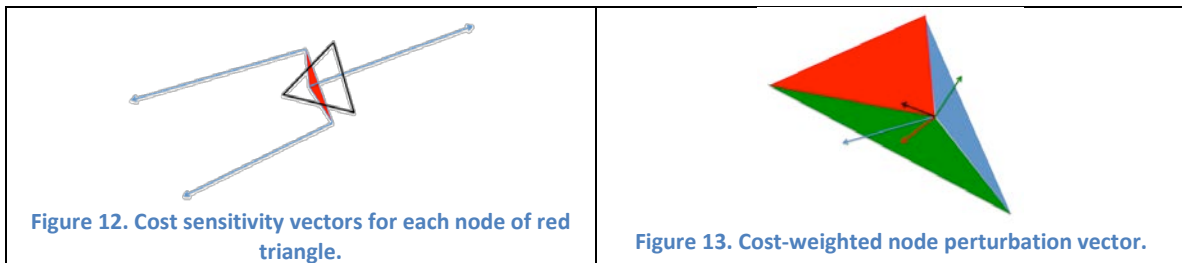 Figure 12. Cost sensitivity vectors for each node of red
triangle.
Figure 13. Cost-weighted node perturbation vector.